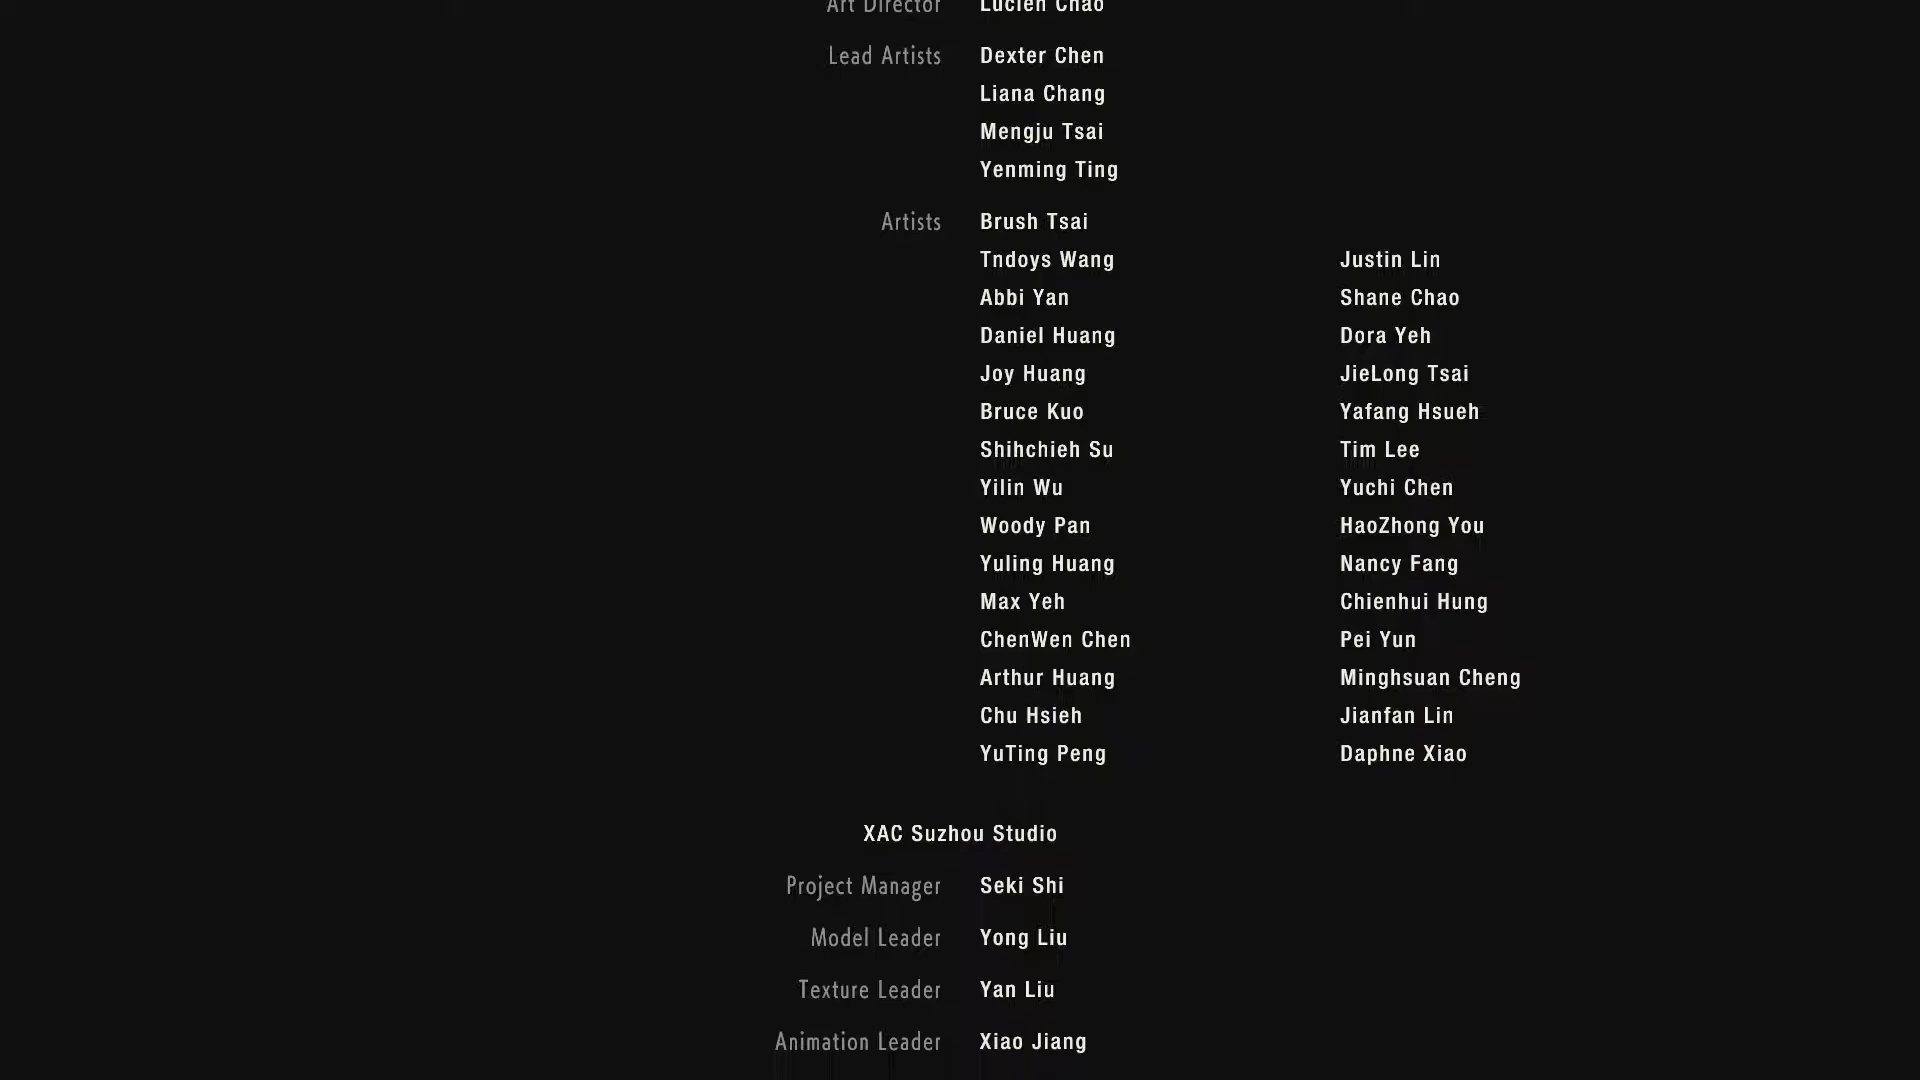 Art Director Lucien Chao
Lead Artists Dexter Chen
Liana Chang
Mengju Tsai
Yenming Ting
Artists Brush Tsai
Tndoys Wang Justin Lin
Abbi Yan Shane Chao
Daniel Huang Dora Yeh
Joy Huang JieLong Tsai
Bruce Kuo Yafang Hsueh
Shihchieh Su Tim Lee
Yilin Wu Yuchi Chen
Woody Pan HaoZhong You
Yuling Huang Nancy Fang
Max Yeh Chienhui Hung
ChenWen Chen Pei Yun
Arthur Huang Minghsuan Cheng
Chu Hsieh Jianfan Lin
YuTing Peng Daphne Xiao
XAC Suzhou Studio
Project Manager Seki Shi
Model Leader Yong Liu
Texture Leader Yan Liu
Animation Leader Xiao Jiang